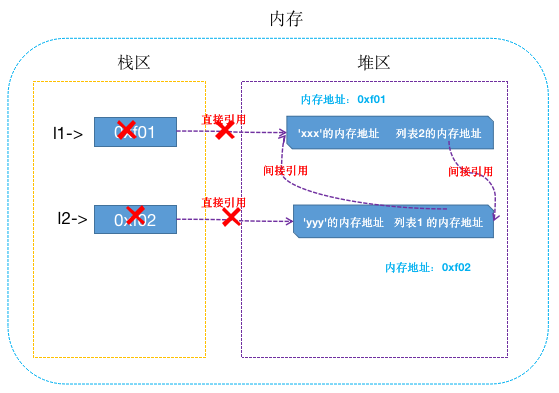 内存
栈区
堆区
内存地址：0xf01
直接引用
l1->
0xf01
'xxx'的内存地址 列表2的内存地址
间接引用
间接引用
直接引用
l2->
0xf02
'yyy'的内存地址 列表1 的内存地址
内存地址：0xf02